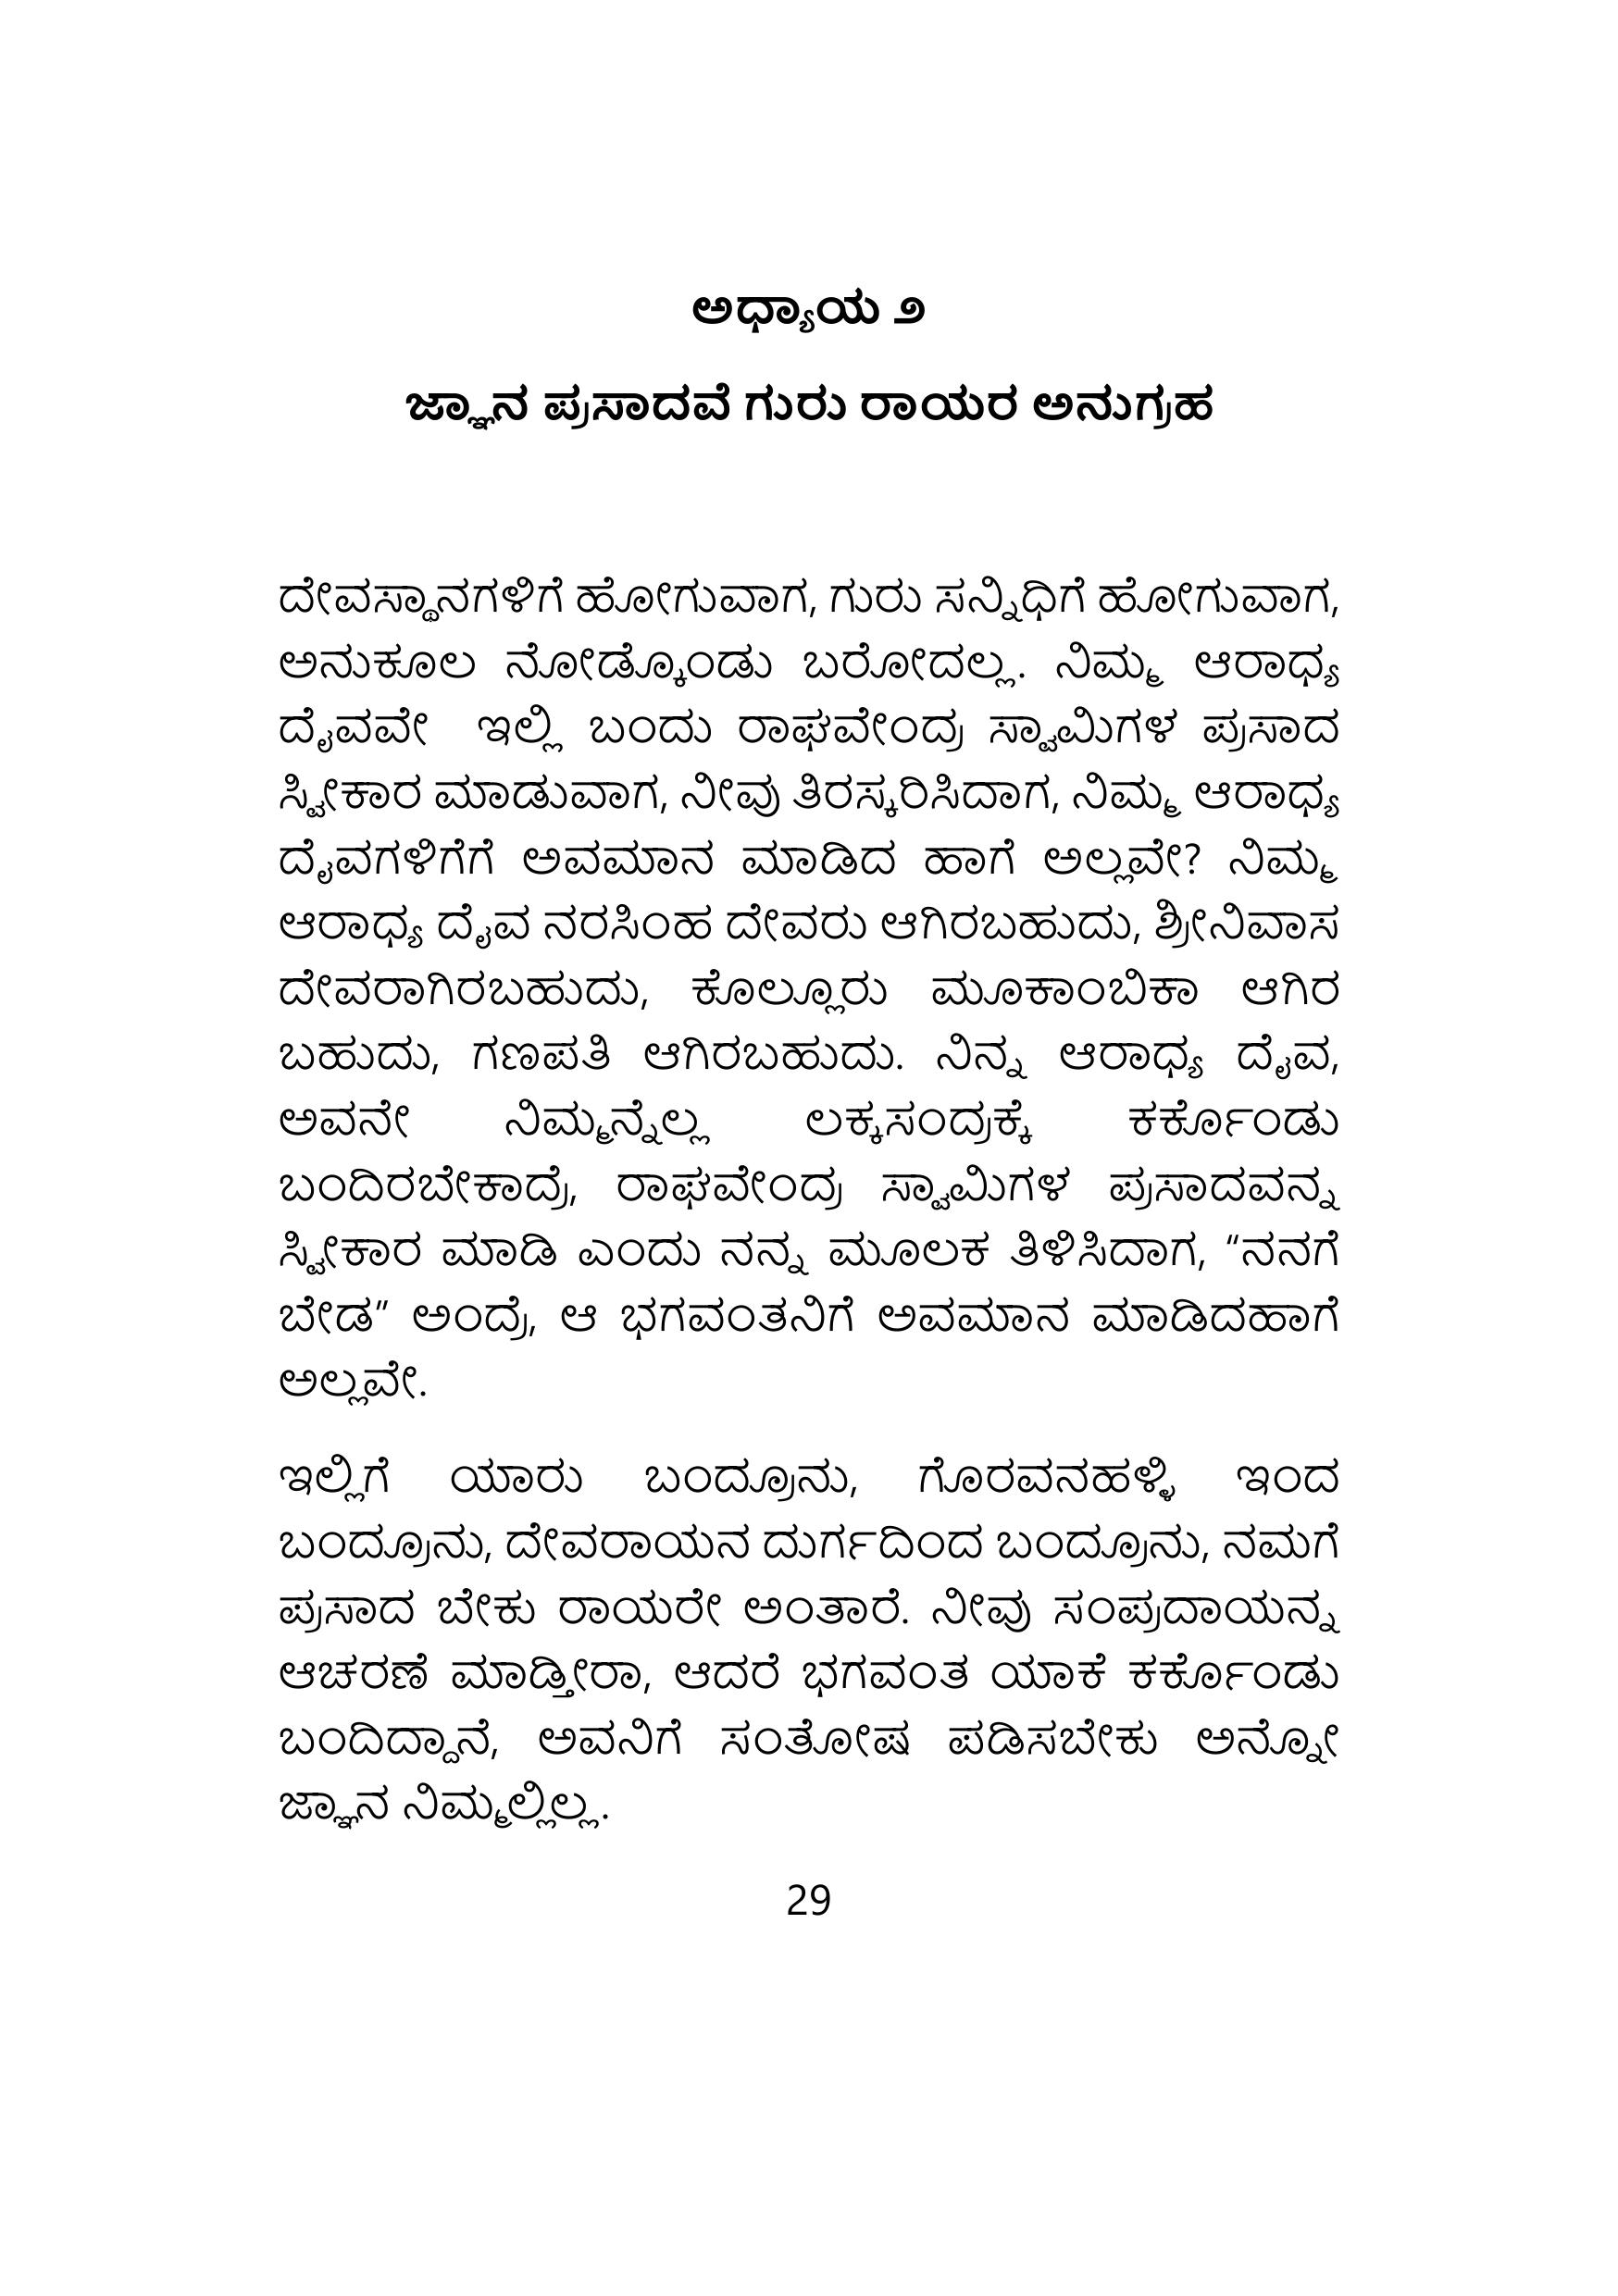 ಅಧ್ಯಾಯ ೨
ಜ್ಞಾನ ಪ್ರಸಾದವೆ ಗುರು ರಾಯರ ಅನುಗ್ರಹ
ದೇವಸ್ಥಾನಗಳಿಗೆ ಹೋಗುವಾಗ, ಗುರು ಸನ್ನಿಧಿಗೆ ಹೋಗುವಾಗ,
ಅನುಕೂಲ ನೋಡ್ಕೊಂಡು ಬರೋದಲ್ಲ. ನಿಮ್ಮ ಆರಾಧ್ಯ
ದೈವವೇ ಇಲ್ಲಿ ಬಂದು ರಾಘವೇಂದ್ರ ಸ್ವಾಮಿಗಳ ಪ್ರಸಾದ
ಸ್ವೀಕಾರ ಮಾಡುವಾಗ, ನೀವು ತಿರಸ್ಕರಿಸಿದಾಗ, ನಿಮ್ಮ ಆರಾಧ್ಯ
ದೈವಗಳಿಗೆಗೆ ಅವಮಾನ ಮಾಡಿದ ಹಾಗೆ ಅಲ್ಲವೇ? ನಿಮ್ಮ
ಆರಾಧ್ಯ ದೈವ ನರಸಿಂಹ ದೇವರು ಆಗಿರಬಹುದು, ಶ್ರೀನಿವಾಸ
ದೇವರಾಗಿರಬಹುದು, ಕೊಲ್ಲೂರು ಮೂಕಾಂಬಿಕಾ ಆಗಿರ
ಬಹುದು, ಗಣಪತಿ ಆಗಿರಬಹುದು. ನಿನ್ನ ಆರಾಧ್ಯ ದೈವ,
ಅವನೇ ನಿಮ್ಮನ್ನೆಲ್ಲ ಲಕ್ಕಸಂದ್ರಕ್ಕೆ ಕರ್ಕೊಂಡು
ಬಂದಿರಬೇಕಾದ್ರೆ, ರಾಘವೇಂದ್ರ ಸ್ವಾಮಿಗಳ ಪ್ರಸಾದವನ್ನ
ಸ್ವೀಕಾರ ಮಾಡಿ ಎಂದು ನನ್ನ ಮೂಲಕ ತಿಳಿಸಿದಾಗ, “ನನಗೆ
ಬೇಡ” ಅಂದ್ರೆ, ಆ ಭಗವಂತನಿಗೆ ಅವಮಾನ ಮಾಡಿದಹಾಗೆ
ಅಲ್ಲವೇ.
ಇಲ್ಲಿಗೆ ಯಾರು ಬಂದ್ರೂನು, ಗೊರವನಹಳ್ಳಿ ಇಂದ
ಬಂದ್ರೂನು, ದೇವರಾಯನ ದುರ್ಗದಿಂದ ಬಂದ್ರೂನು, ನಮಗೆ
ಪ್ರಸಾದ ಬೇಕು ರಾಯರೇ ಅಂತಾರೆ. ನೀವು ಸಂಪ್ರದಾಯನ್ನ
ಆಚರಣೆ ಮಾಡ್ತೀರಾ, ಆದರೆ ಭಗವಂತ ಯಾಕೆ ಕರ್ಕೊಂಡು
ಬಂದಿದ್ದಾನೆ, ಅವನಿಗೆ ಸಂತೋಷ ಪಡಿಸಬೇಕು ಅನ್ನೋ
ಜ್ಞಾನ ನಿಮ್ಮಲ್ಲಿಲ್ಲ.
29